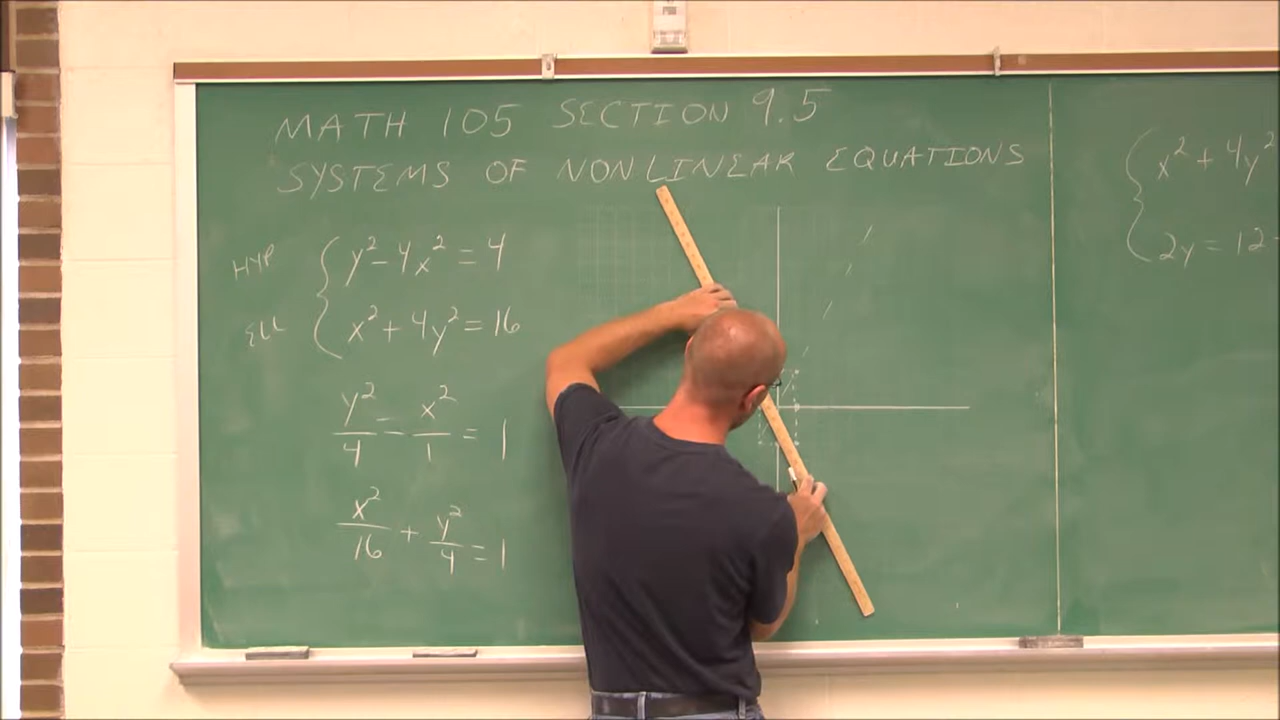 MATH 105 SECTION 9.5
SYSTEMS OF NONLINEAR EQUATIONS
HYP { y² - 4x² = 4
ELL { x² + 4y² = 16
y²/4 - x²/1 = 1
x²/16 + y²/4 = 1
{ x² + 4y²
2y = 12 -